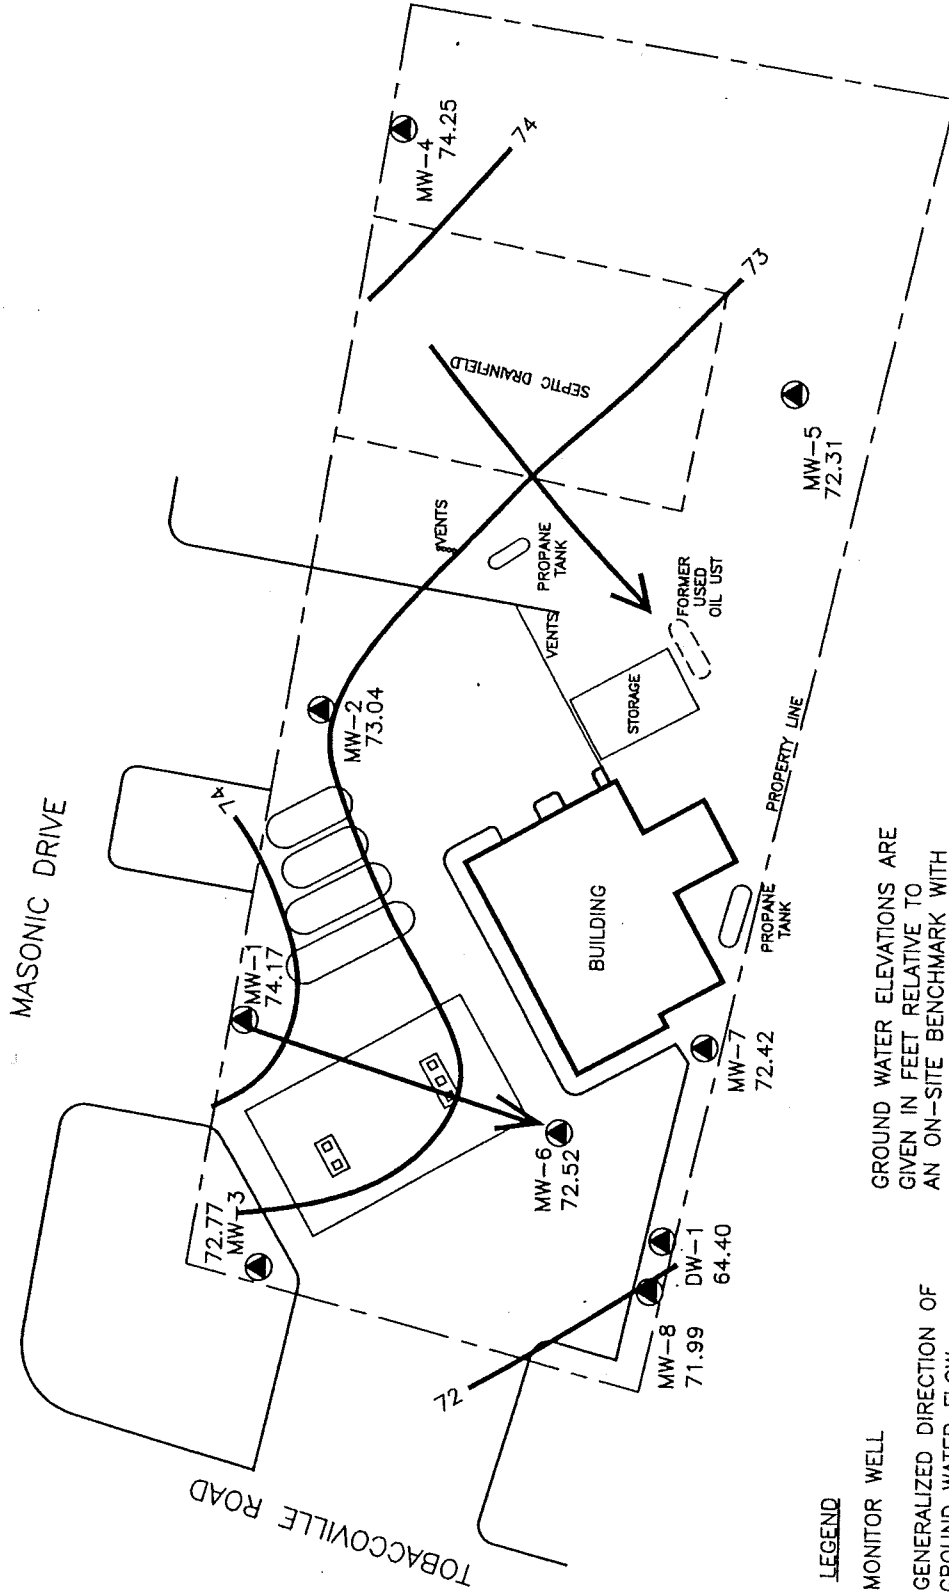 MASONIC DRIVE
TOBACCOVILLE ROAD
MW-4
74.25
74
73
SEPTIC DRAINFIELD
MW-5
72.31
VENTS
PROPANE
TANK
VENTS
FORMER
USED
OIL UST
STORAGE
MW-2
73.04
74
MW-1
74.17
BUILDING
PROPERTY LINE
PROPANE
TANK
MW-7
72.42
MW-6
72.52
72.77
MW-3
DW-1
64.40
MW-8
71.99
72
LEGEND
MONITOR WELL
GENERALIZED DIRECTION OF
GROUND WATER FLOW
GROUND WATER ELEVATIONS ARE
GIVEN IN FEET RELATIVE TO
AN ON-SITE BENCHMARK WITH